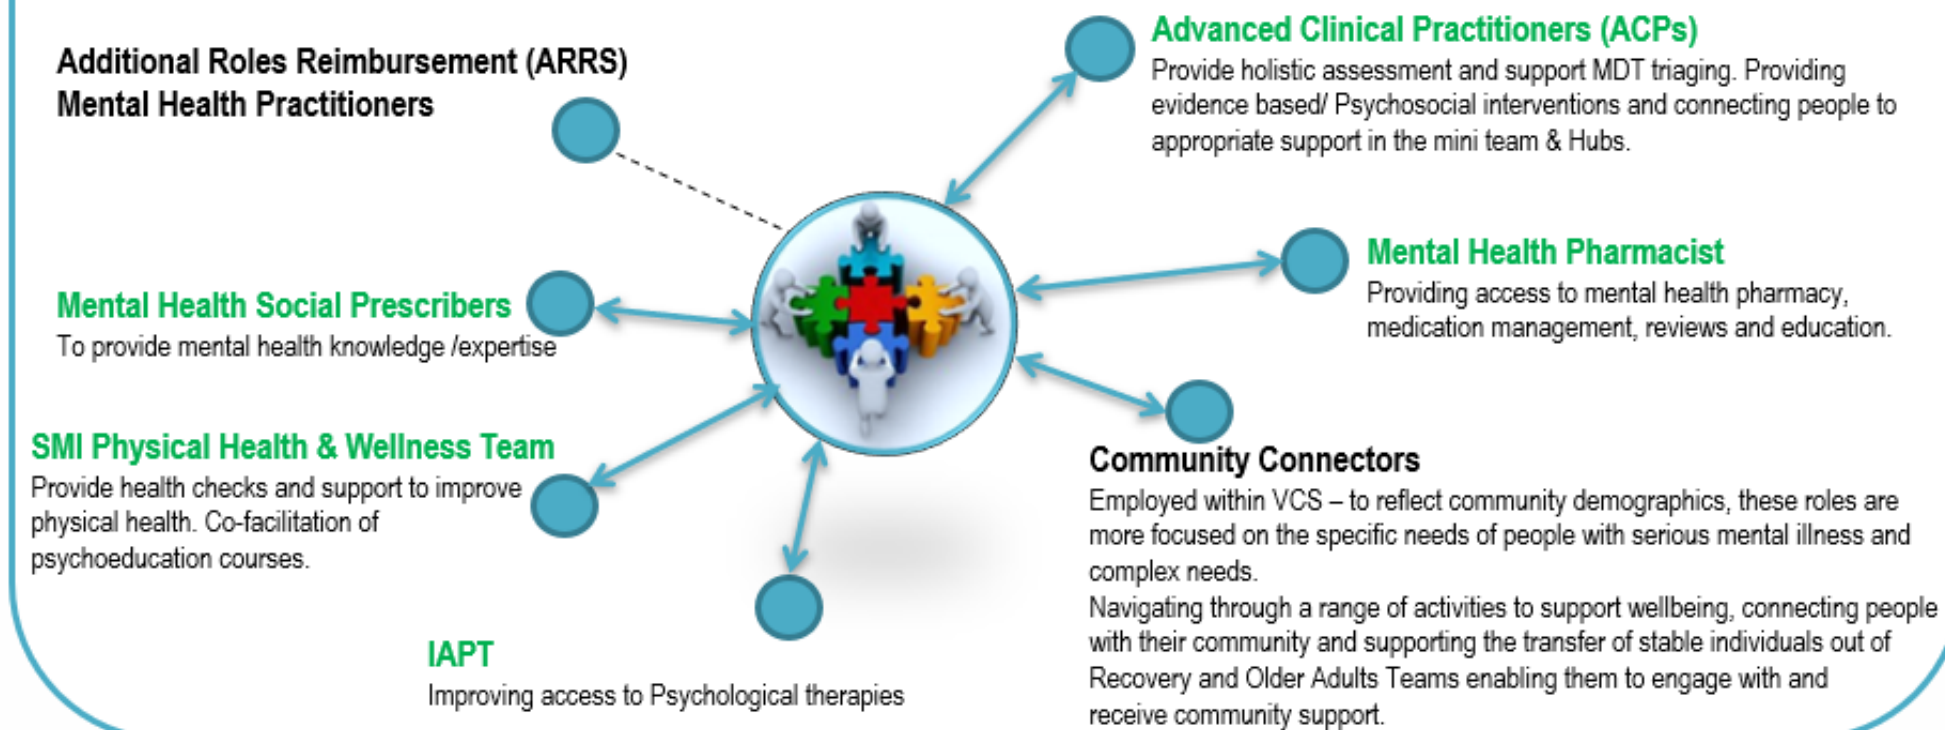 Additional Roles Reimbursement (ARRS)
Mental Health Practitioners
Advanced Clinical Practitioners (ACPs)
Provide holistic assessment and support MDT triaging. Providing
evidence based/ Psychosocial interventions and connecting people to
appropriate support in the mini team & Hubs.
Mental Health Social Prescribers
To provide mental health knowledge /expertise
Mental Health Pharmacist
Providing access to mental health pharmacy,
medication management, reviews and education.
SMI Physical Health & Wellness Team
Provide health checks and support to improve
physical health. Co-facilitation of
psychoeducation courses.
Community Connectors
Employed within VCS – to reflect community demographics, these roles are
more focused on the specific needs of people with serious mental illness and
complex needs.
Navigating through a range of activities to support wellbeing, connecting people
with their community and supporting the transfer of stable individuals out of
Recovery and Older Adults Teams enabling them to engage with and
receive community support.
IAPT
Improving access to Psychological therapies